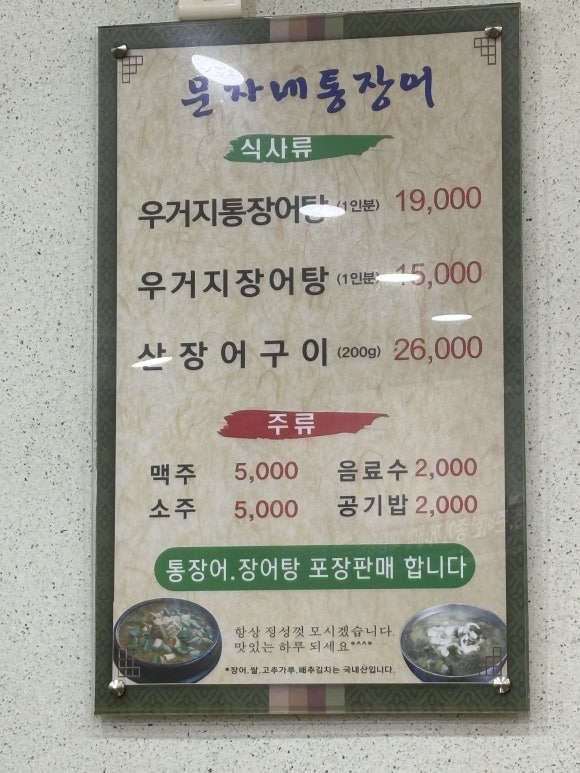 문자네통장어
식사류
우거지통장어탕 (1인분) 19,000
우거지장어탕 (1인분) 15,000
산장어구이 (200g) 26,000
주류
맥주 5,000 음료수 2,000
소주 5,000 공기밥 2,000
통장어.장어탕 포장판매 합니다
항상 정성껏 모시겠습니다.
맛있는 하루 되세요*^^*
*장어.쌀.고추가루.배추김치는 국내산입니다.